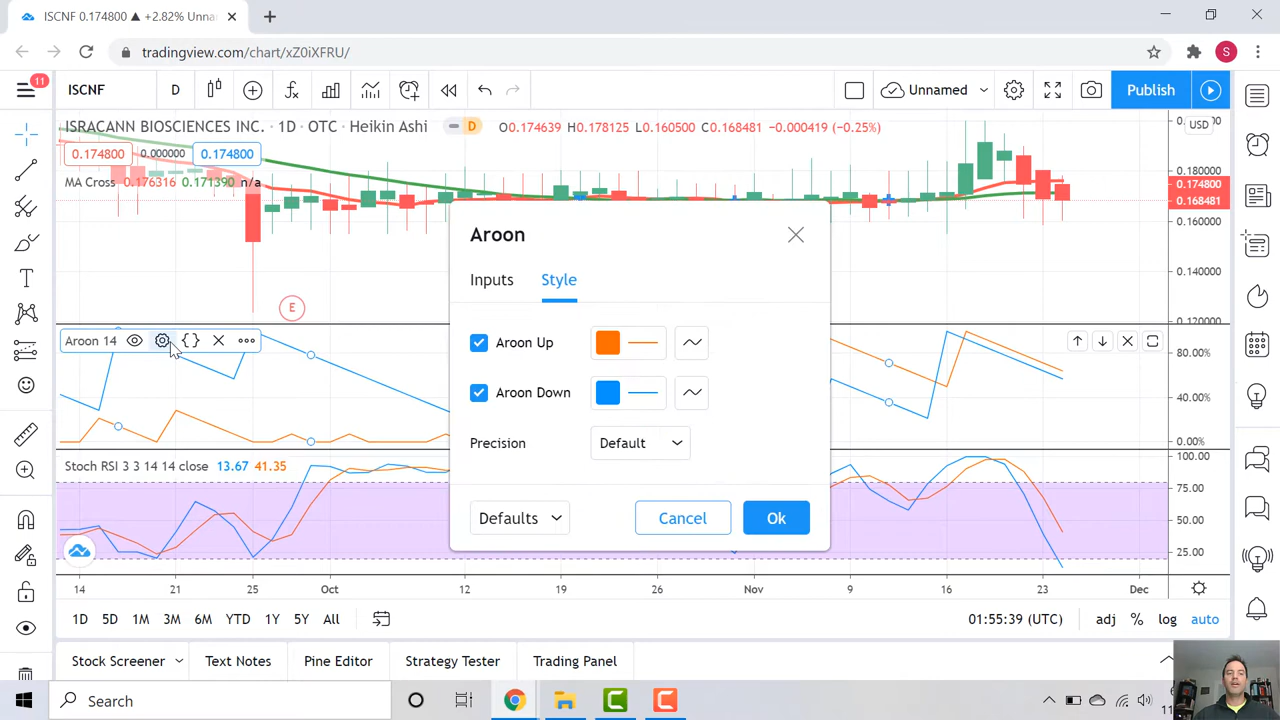 ISCNF 0.174800 ▲ +2.82% Unna
tradingview.com/chart/xZ0iXFRU/
S
11
ISCNF
D
Unnamed
Publish
ISRACANN BIOSCIENCES INC. · 1D · OTC · Heikin Ashi
D
O0.174639 H0.178125 L0.160500 C0.168481 −0.000419 (−0.25%)
USD
0.174800 0.000000 0.174800
0.180000
0.174800
MA Cross 0.176316 0.171390 n/a
0.168481
0.160000
0.140000
0.120000
E
Aroon
Inputs Style
Aroon 14
Aroon Up
Aroon Down
Precision
Default
Defaults
Cancel
Ok
80.00%
40.00%
0.00%
Stoch RSI 3 3 14 14 close 13.67 41.35
100.00
75.00
50.00
25.00
14 21 25 Oct 12 19 26 Nov 9 16 23 Dec
1D 5D 1M 3M 6M YTD 1Y 5Y All
01:55:39 (UTC)
adj % log auto
Stock Screener
Text Notes
Pine Editor
Strategy Tester
Trading Panel
Search